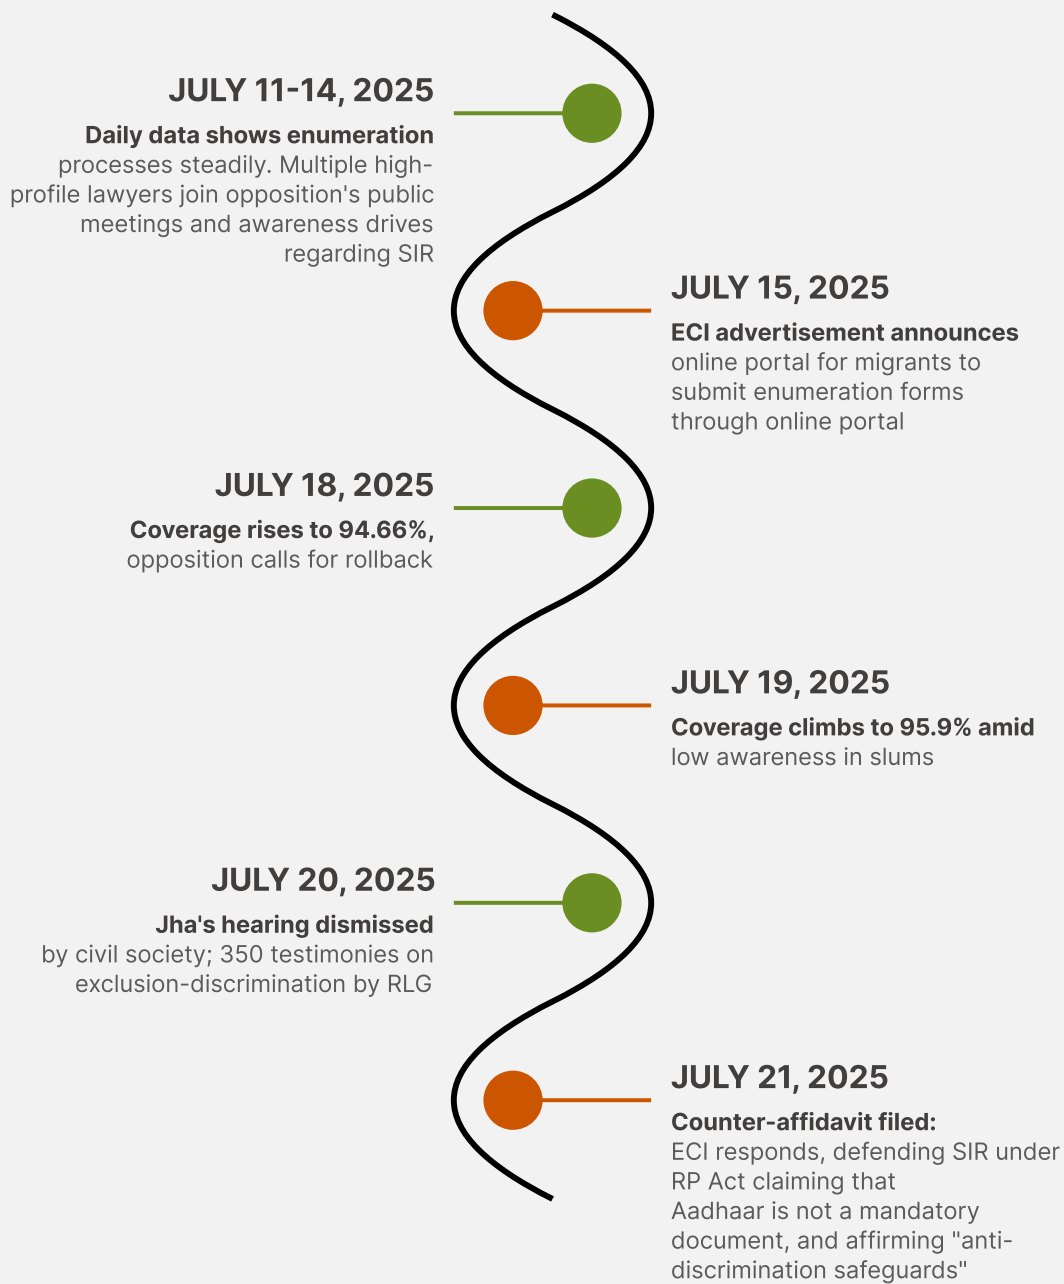 JULY 11-14, 2025
Daily data shows enumeration
processes steadily. Multiple high-
profile lawyers join opposition's public
meetings and awareness drives
regarding SIR
JULY 15, 2025
ECI advertisement announces
online portal for migrants to
submit enumeration forms
through online portal
JULY 18, 2025
Coverage rises to 94.66%,
opposition calls for rollback
JULY 19, 2025
Coverage climbs to 95.9% amid
low awareness in slums
JULY 20, 2025
Jha's hearing dismissed
by civil society; 350 testimonies on
exclusion-discrimination by RLG
JULY 21, 2025
Counter-affidavit filed:
ECI responds, defending SIR under
RP Act claiming that
Aadhaar is not a mandatory
document, and affirming "anti-
discrimination safeguards"